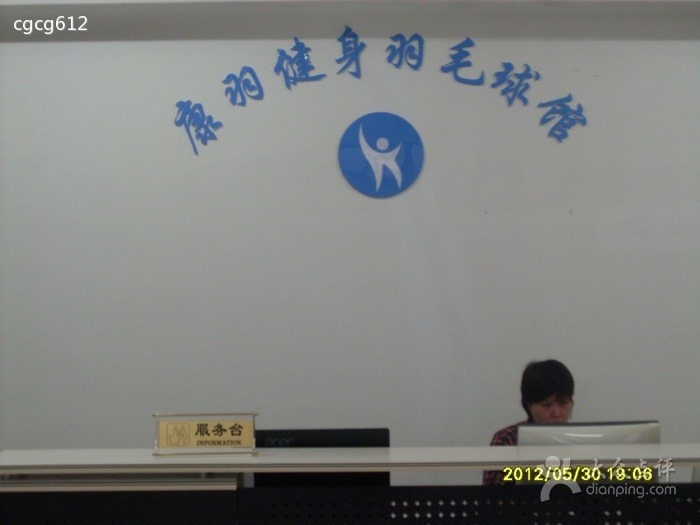 cgcg612
康羽健身羽毛球馆
服务台
INFORMATION
acer
2012/05/30 19:06
大众点评
dianping.com